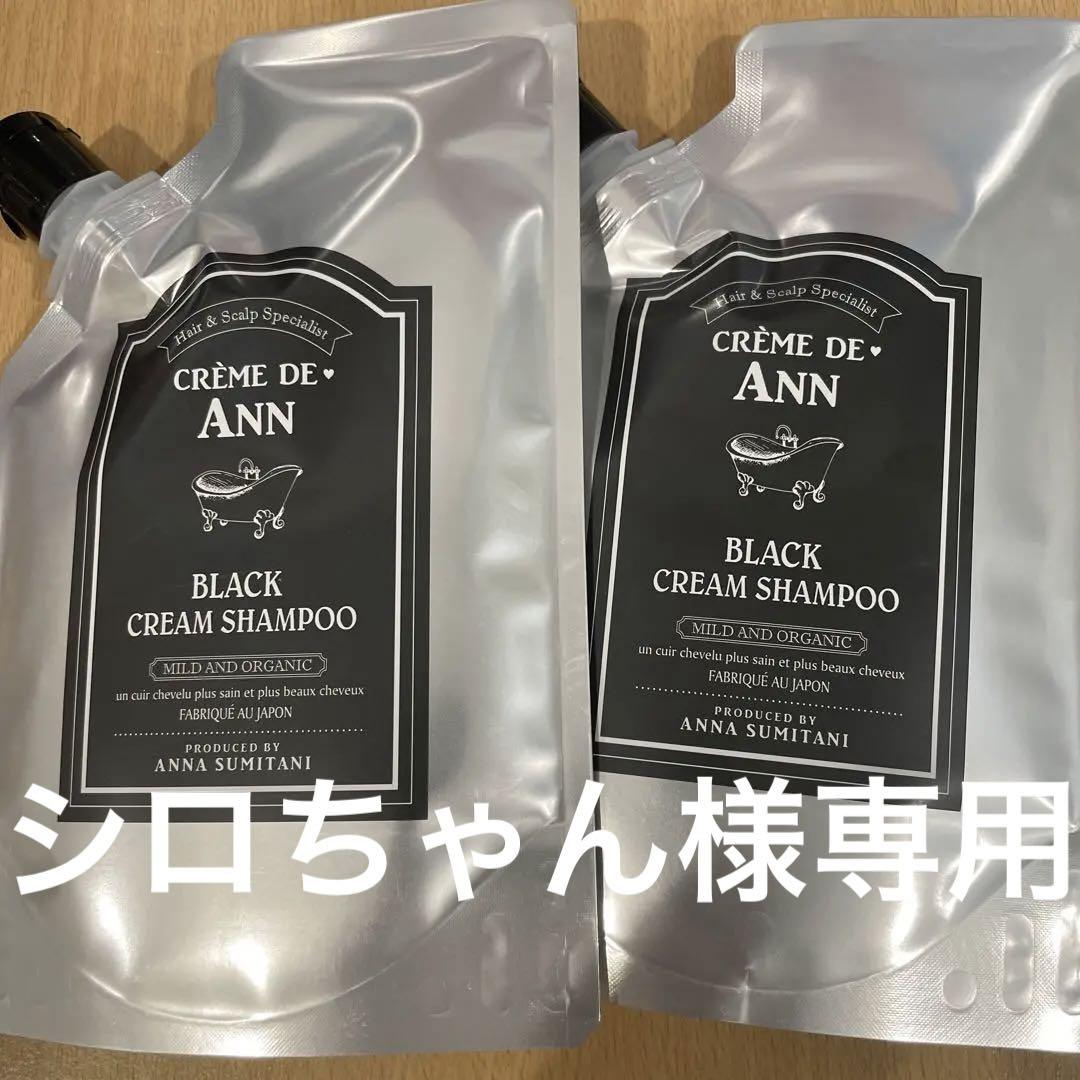 Hair & Scalp Specialist
CRÈME DE♥
ANN
BLACK
CREAM SHAMPOO
MILD AND ORGANIC
un cuir chevelu plus sain et plus beaux cheveux
FABRIQUÉ AU JAPON
PRODUCED BY
ANNA SUMITANI
Hair & Scalp Specialist
CRÈME DE♥
ANN
BLACK
CREAM SHAMPOO
MILD AND ORGANIC
un cuir chevelu plus sain et plus beaux cheveux
FABRIQUÉ AU JAPON
PRODUCED BY
ANNA SUMITANI
シロちゃん様専用